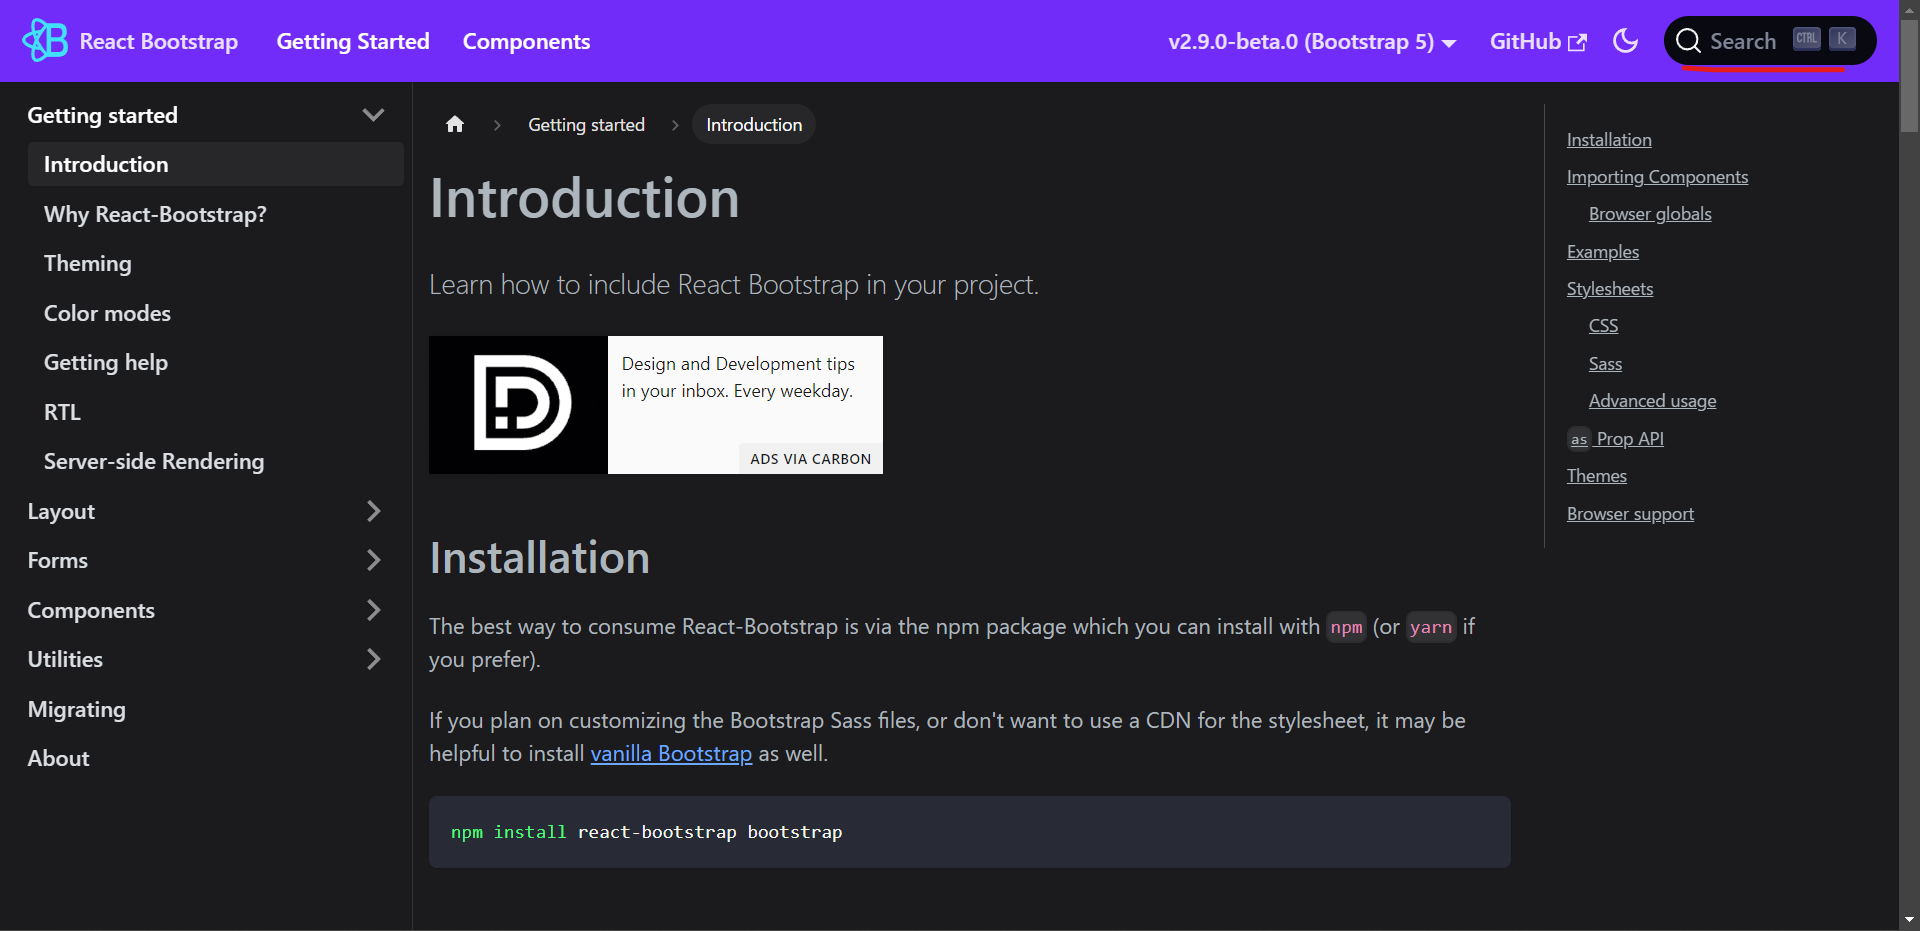 React Bootstrap
Getting Started
Components
v2.9.0-beta.0 (Bootstrap 5)
GitHub
Search
CTRL
K
Getting started
Introduction
Why React-Bootstrap?
Theming
Color modes
Getting help
RTL
Server-side Rendering
Layout
Forms
Components
Utilities
Migrating
About
Getting started
Introduction
Introduction
Learn how to include React Bootstrap in your project.
Design and Development tips
in your inbox. Every weekday.
ADS VIA CARBON
Installation
The best way to consume React-Bootstrap is via the npm package which you can install with npm (or yarn if
you prefer).
If you plan on customizing the Bootstrap Sass files, or don't want to use a CDN for the stylesheet, it may be
helpful to install vanilla Bootstrap as well.
npm install react-bootstrap bootstrap
Installation
Importing Components
Browser globals
Examples
Stylesheets
CSS
Sass
Advanced usage
as Prop API
Themes
Browser support